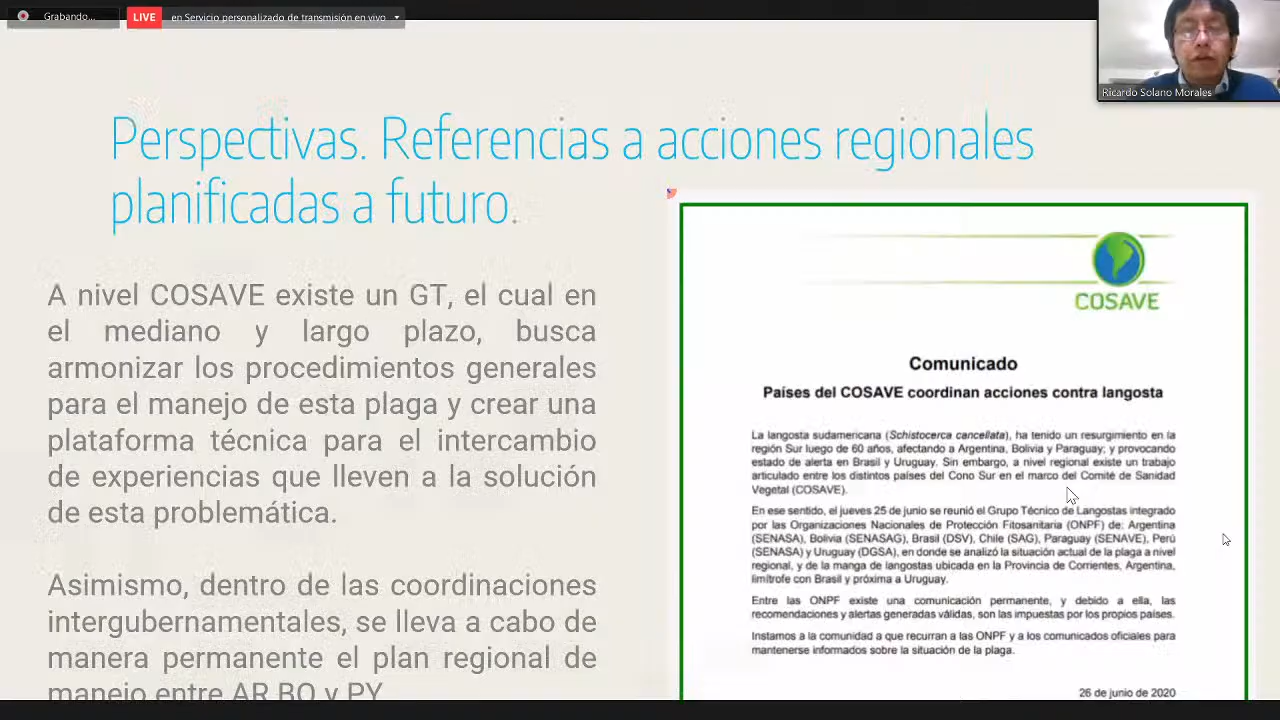 Grabando...
LIVE
en Servicio personalizado de transmisión en vivo
Ricardo Solano Morales
Perspectivas. Referencias a acciones regionales
planificadas a futuro.
A nivel COSAVE existe un GT, el cual en
el mediano y largo plazo, busca
armonizar los procedimientos generales
para el manejo de esta plaga y crear una
plataforma técnica para el intercambio
de experiencias que lleven a la solución
de esta problemática.
Asimismo, dentro de las coordinaciones
intergubernamentales, se lleva a cabo de
manera permanente el plan regional de
manejo entre AR BO y PY
COSAVE
Comunicado
Países del COSAVE coordinan acciones contra langosta
La langosta sudamericana (Schistocerca cancellata), ha tenido un resurgimiento en la
región Sur luego de 60 años, afectando a Argentina, Bolivia y Paraguay; y provocando
estado de alerta en Brasil y Uruguay. Sin embargo, a nivel regional existe un trabajo
articulado entre los distintos países del Cono Sur en el marco del Comité de Sanidad
Vegetal (COSAVE).
En ese sentido, el jueves 25 de junio se reunió el Grupo Técnico de Langostas integrado
por las Organizaciones Nacionales de Protección Fitosanitaria (ONPF) de: Argentina
(SENASA), Bolivia (SENASAG), Brasil (DSV), Chile (SAG), Paraguay (SENAVE), Perú
(SENASA) y Uruguay (DGSA), en donde se analizó la situación actual de la plaga a nivel
regional, y de la manga de langostas ubicada en la Provincia de Corrientes, Argentina,
limítrofe con Brasil y próxima a Uruguay.
Entre las ONPF existe una comunicación permanente, y debido a ella, las
recomendaciones y alertas generadas válidas, son las impuestas por los propios países.
Instamos a la comunidad a que recurran a las ONPF y a los comunicados oficiales para
mantenerse informados sobre la situación de la plaga.
26 de junio de 2020